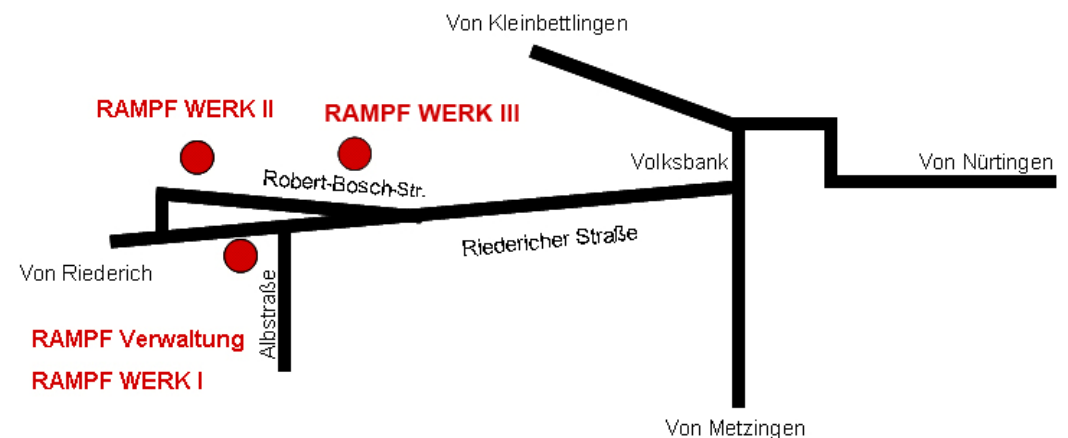 Von Kleinbettlingen
RAMPF WERK II
RAMPF WERK III
Volksbank
Von Nürtingen
Robert-Bosch-Str.
Riedericher Straße
Von Riederich
Albstraße
RAMPF Verwaltung
RAMPF WERK I
Von Metzingen